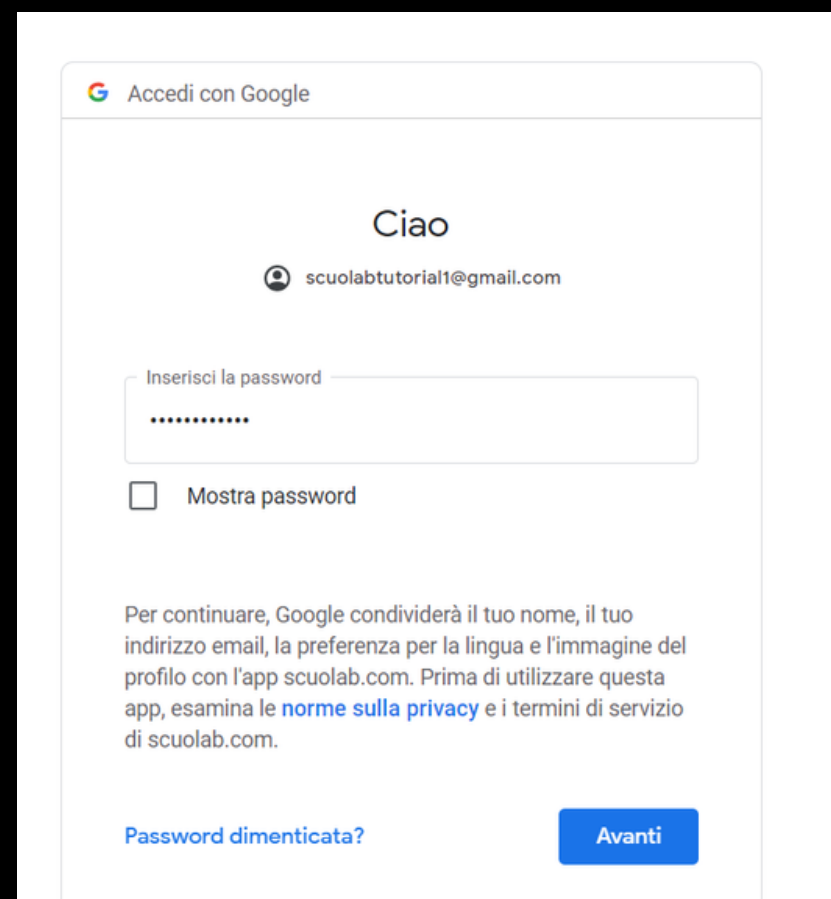 Accedi con Google
Ciao
scuolabtutorial1@gmail.com
Inserisci la password
••••••••••••
Mostra password
Per continuare, Google condividerà il tuo nome, il tuo
indirizzo email, la preferenza per la lingua e l'immagine del
profilo con l'app scuolab.com. Prima di utilizzare questa
app, esamina le norme sulla privacy e i termini di servizio
di scuolab.com.
Password dimenticata?
Avanti